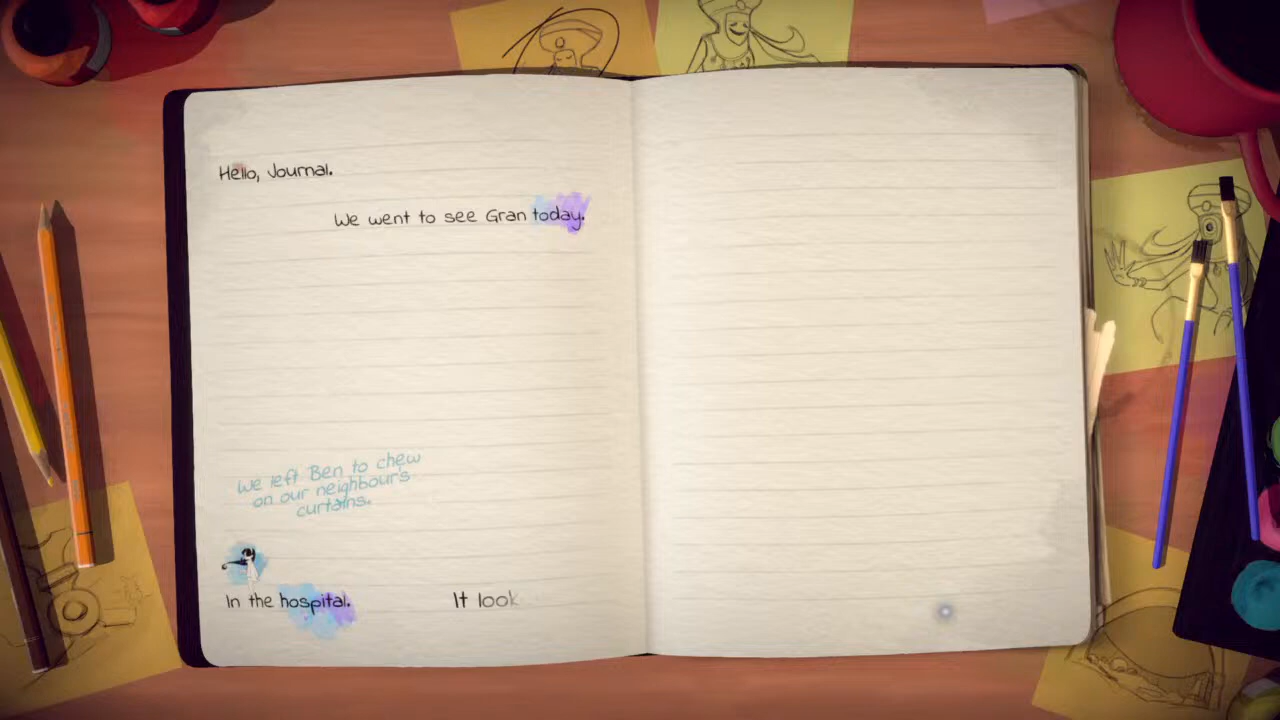 Hello, Journal.
We went to see Gran today.
We left Ben to chew
on our neighbour's
curtains.
In the hospital.
It look